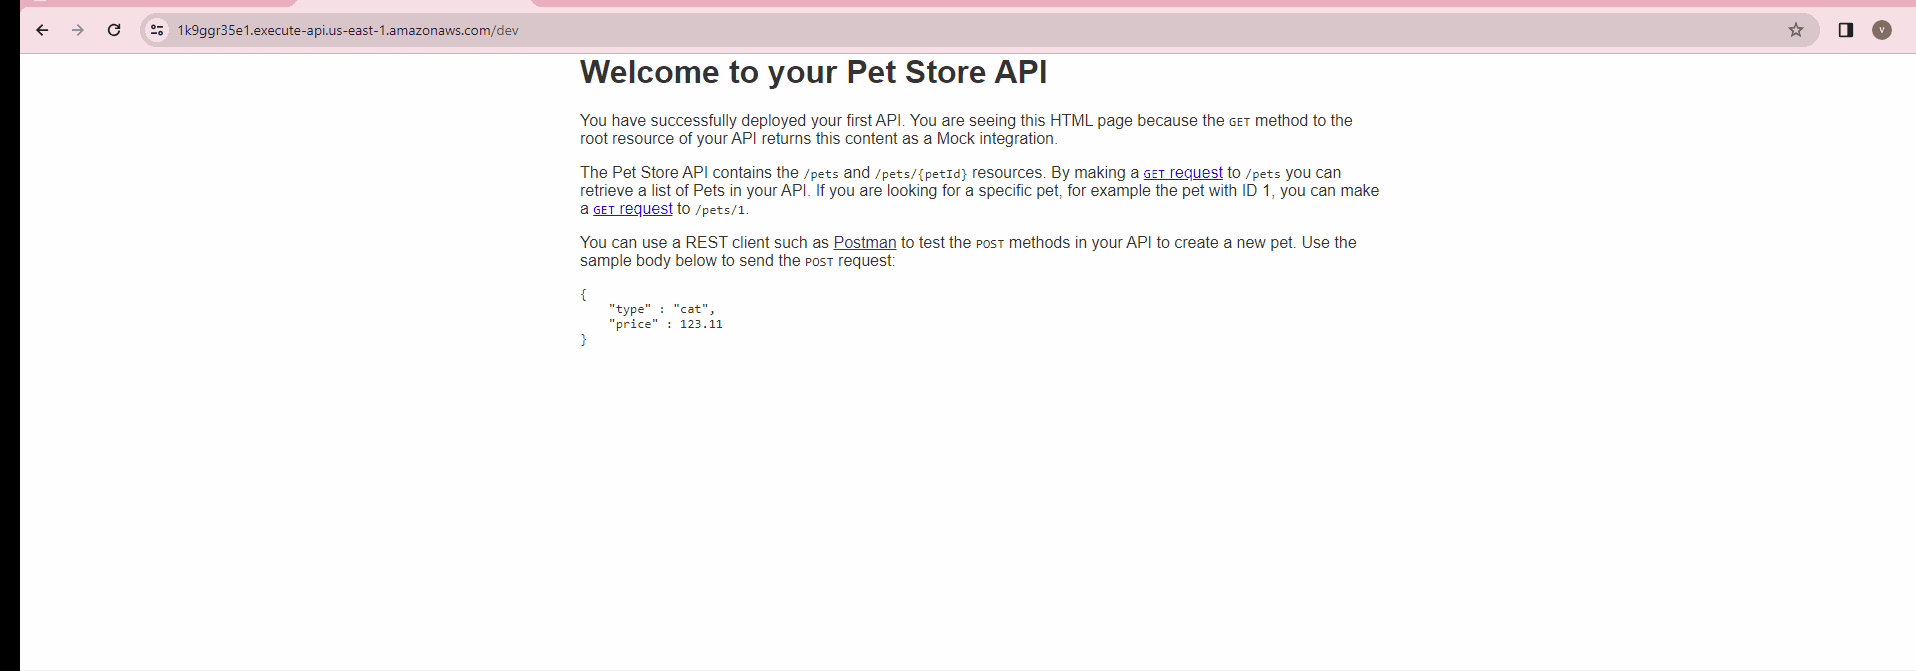 1k9ggr35e1.execute-api.us-east-1.amazonaws.com/dev
V
Welcome to your Pet Store API
You have successfully deployed your first API. You are seeing this HTML page because the GET method to the
root resource of your API returns this content as a Mock integration.
The Pet Store API contains the /pets and /pets/{petId} resources. By making a GET request to /pets you can
retrieve a list of Pets in your API. If you are looking for a specific pet, for example the pet with ID 1, you can make
a GET request to /pets/1.
You can use a REST client such as Postman to test the POST methods in your API to create a new pet. Use the
sample body below to send the POST request:
{
    "type" : "cat",
    "price" : 123.11
}